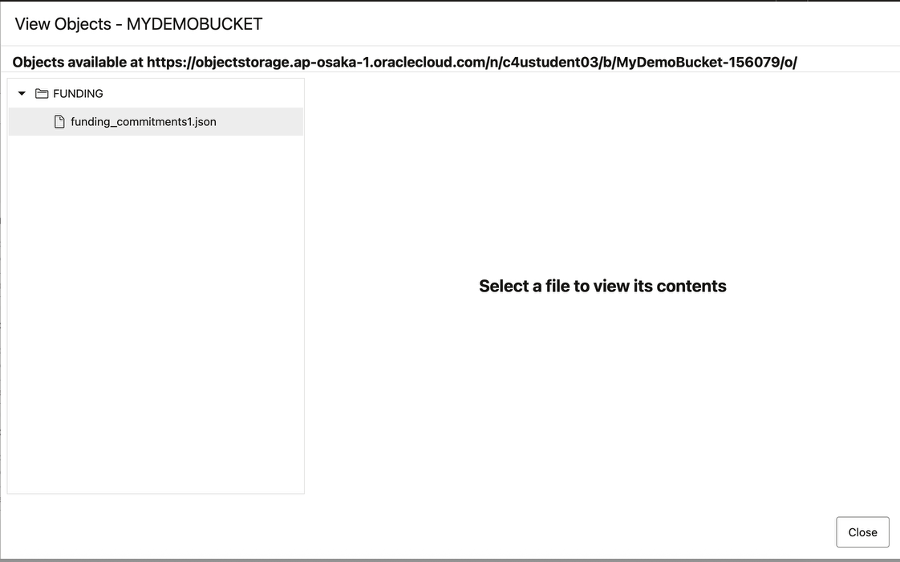 View Objects - MYDEMOBUCKET
Objects available at https://objectstorage.ap-osaka-1.oraclecloud.com/n/c4ustudent03/b/MyDemoBucket-156079/o/
FUNDING
funding_commitments1.json
Select a file to view its contents
Close